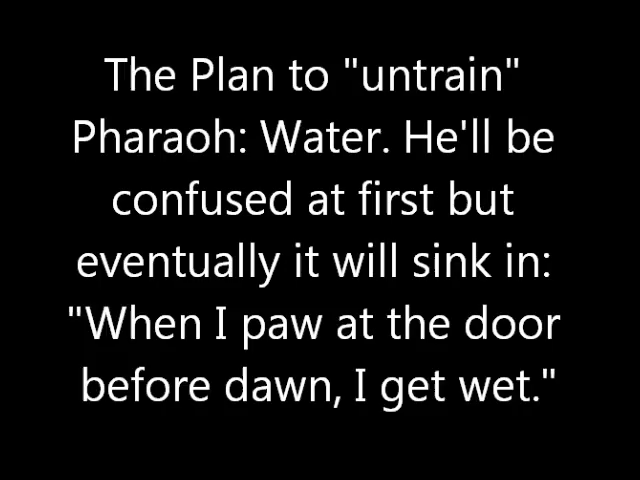 The Plan to "untrain"
Pharaoh: Water. He'll be
confused at first but
eventually it will sink in:
"When I paw at the door
before dawn, I get wet."